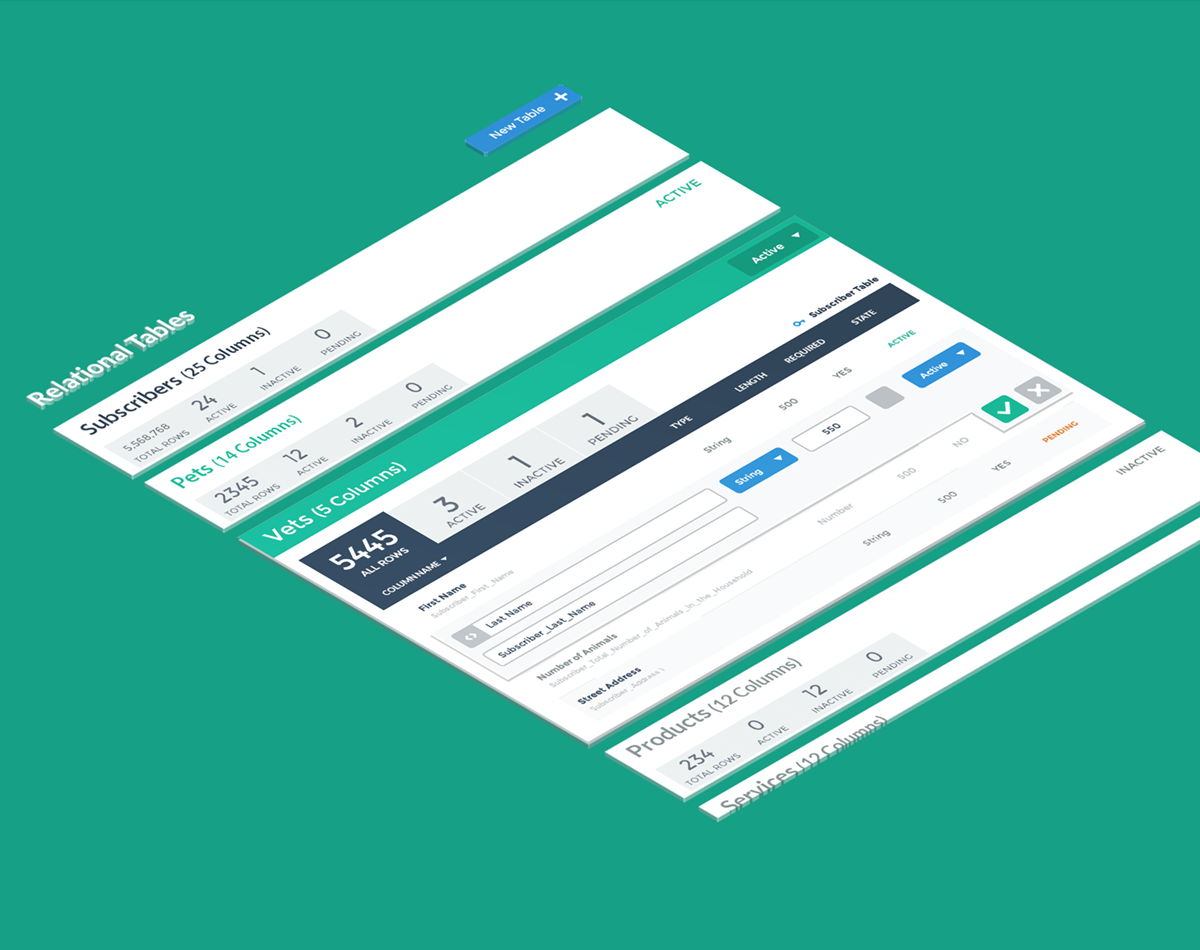 Relational Tables
New Table
Subscribers (25 Columns)
5,568,768 TOTAL ROWS
24 ACTIVE
1 INACTIVE
0 PENDING
Pets (14 Columns)
ACTIVE
2345 TOTAL ROWS
12 ACTIVE
2 INACTIVE
0 PENDING
Vets (5 Columns)
Active
5445 ALL ROWS
3 ACTIVE
1 INACTIVE
1 PENDING
Subscriber Table
COLUMN NAME TYPE LENGTH REQUIRED STATE
First Name String 500 YES ACTIVE
Subscriber_First_Name
Last Name String 550 Active
Subscriber_Last_Name
Number of Animals Number 500 NO
Subscriber_Total_Number_of_Animals_in_the_Household
Street Address String 500 YES PENDING
Subscriber_Address1
Products (12 Columns)
INACTIVE
234 TOTAL ROWS
0 ACTIVE
12 INACTIVE
0 PENDING
Services (12 Columns)